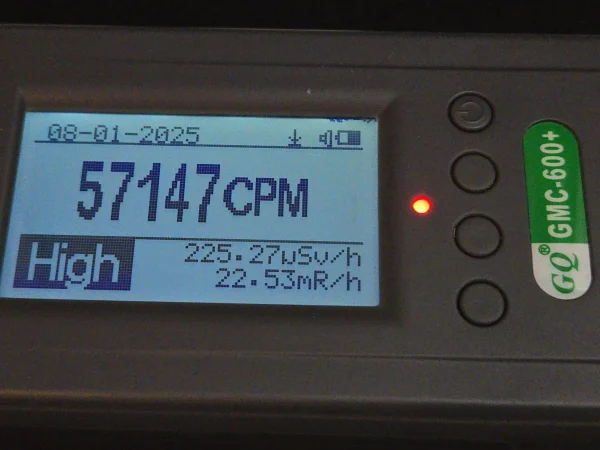 08-01-2025
57147CPM
High
225.27uSv/h
22.53mR/h
GQ® GMC-600+